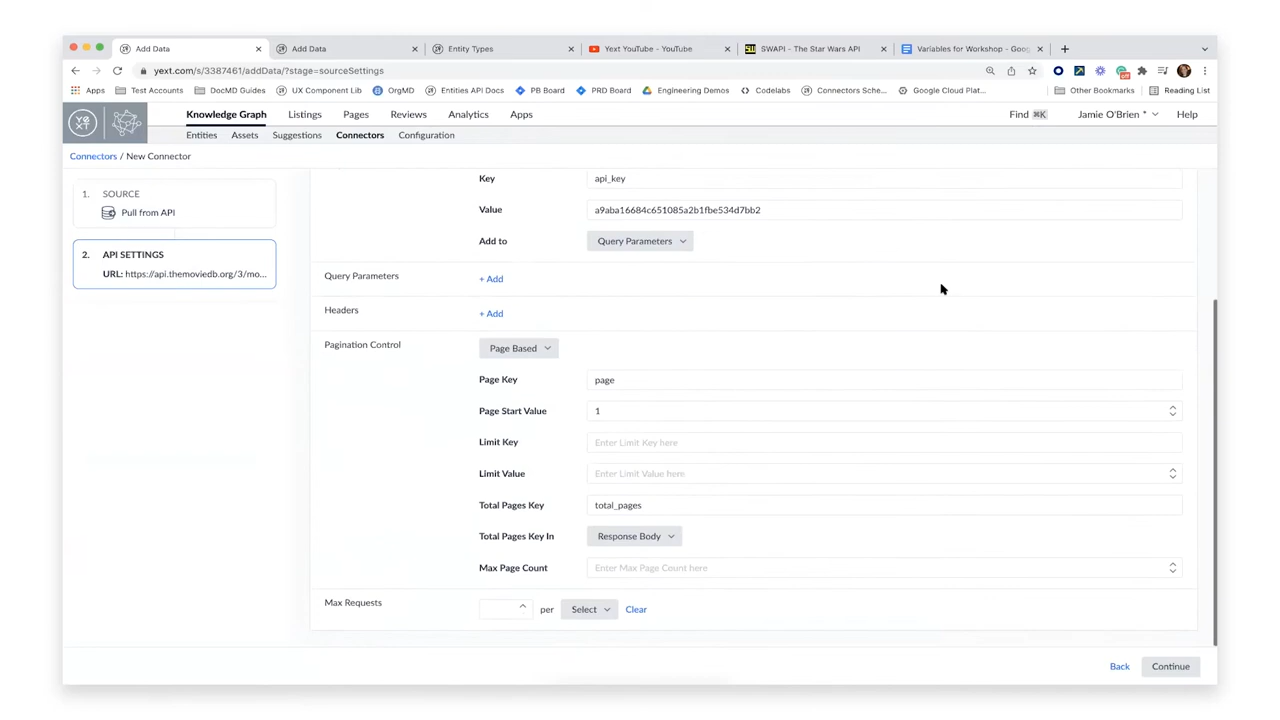 Add Data
Add Data
Entity Types
Yext YouTube - YouTube
SWAPI - The Star Wars API
Variables for Workshop - Goog
yext.com/s/3387461/addData/?stage=sourceSettings
Apps
Test Accounts
DocMD Guides
UX Component Lib
OrgMD
Entities API Docs
PB Board
PRD Board
Engineering Demos
Codelabs
Connectors Sche...
Google Cloud Plat...
Other Bookmarks
Reading List
yext
Knowledge Graph
Listings
Pages
Reviews
Analytics
Apps
Find ⌘K
Jamie O'Brien *
Help
Entities
Assets
Suggestions
Connectors
Configuration
Connectors / New Connector
1. SOURCE
Pull from API
2. API SETTINGS
URL: https://api.themoviedb.org/3/mo...
Key
api_key
Value
a9aba16684c651085a2b1fbe534d7bb2
Add to
Query Parameters
Query Parameters
+ Add
Headers
+ Add
Pagination Control
Page Based
Page Key
page
Page Start Value
1
Limit Key
Enter Limit Key here
Limit Value
Enter Limit Value here
Total Pages Key
total_pages
Total Pages Key In
Response Body
Max Page Count
Enter Max Page Count here
Max Requests
per
Select
Clear
Back
Continue